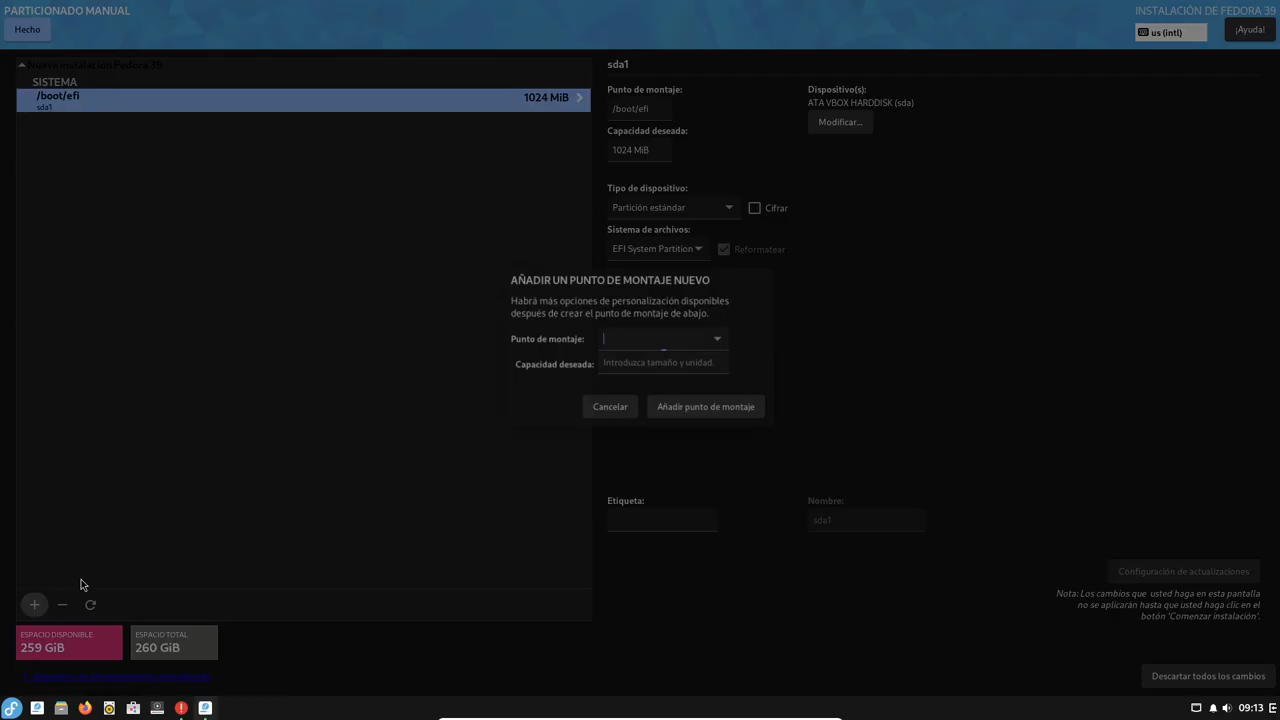 PARTICIONADO MANUAL
INSTALACIÓN DE FEDORA 39
Hecho
us (intl)
¡Ayuda!
Nueva instalación Fedora 39
SISTEMA
/boot/efi
1024 MiB
sda1
sda1
Punto de montaje:
/boot/efi
Dispositivo(s):
ATA VBOX HARDDISK (sda)
Modificar...
Capacidad deseada:
1024 MiB
Tipo de dispositivo:
Partición estándar
Cifrar
Sistema de archivos:
EFI System Partition
Reformatear
AÑADIR UN PUNTO DE MONTAJE NUEVO
Habrá más opciones de personalización disponibles
después de crear el punto de montaje de abajo.
Punto de montaje:
Capacidad deseada:
Introduzca tamaño y unidad.
Cancelar
Añadir punto de montaje
Etiqueta:
Nombre:
sda1
Configuración de actualizaciones
Nota: Los cambios que usted haga en esta pantalla
no se aplicarán hasta que usted haga clic en el
botón 'Comenzar instalación'.
ESPACIO DISPONIBLE
259 GiB
ESPACIO TOTAL
260 GiB
Descartar todos los cambios
09:13